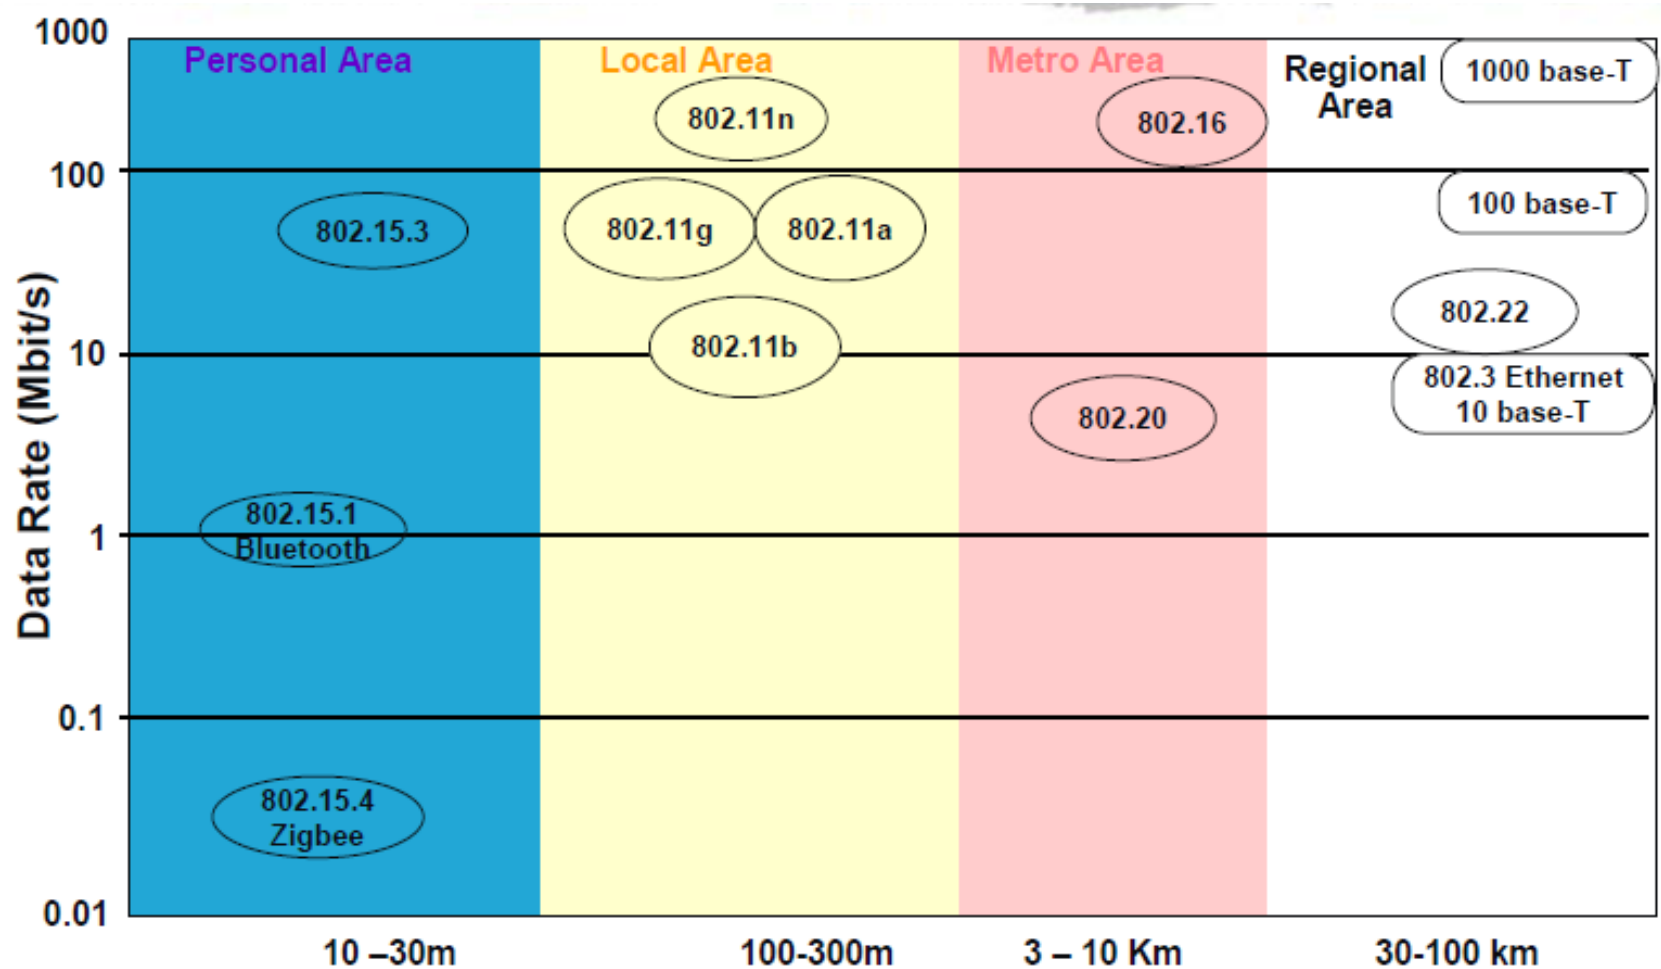 1000
100
10
1
0.1
0.01
Data Rate (Mbit/s)
Personal Area
Local Area
Metro Area
Regional
Area
1000 base-T
802.11n
802.16
802.15.3
802.11g
802.11a
100 base-T
802.22
802.11b
802.3 Ethernet
10 base-T
802.20
802.15.1
Bluetooth
802.15.4
Zigbee
10 –30m
100-300m
3 – 10 Km
30-100 km